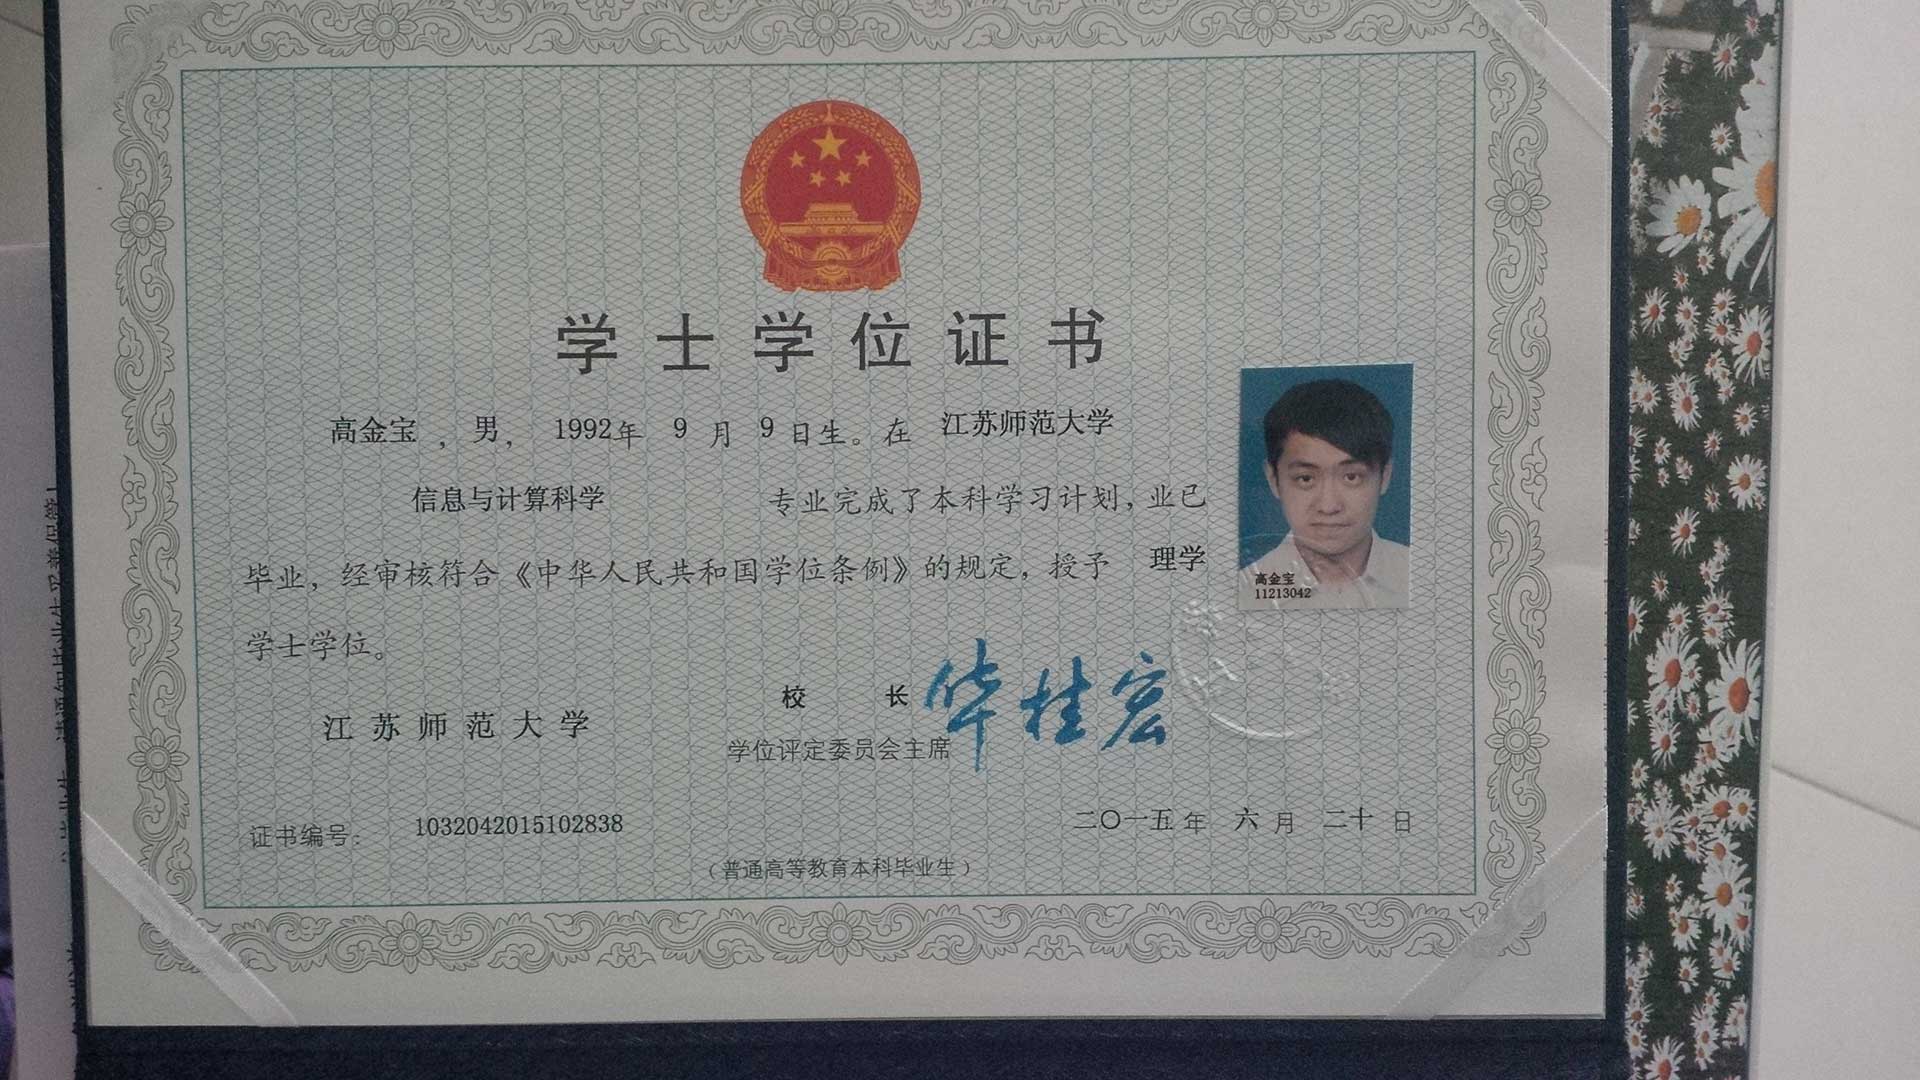 学士学位证书
高金宝，男，1992年 9 月 9 日生。在 江苏师范大学
信息与计算科学 专业完成了本科学习计划，业已
毕业，经审核符合《中华人民共和国学位条例》的规定，授予 理学
学士学位。
高金宝
11213042
江苏师范大学
校长 华桂宏
学位评定委员会主席
证书编号：1032042015102838
二〇一五年 六月 二十日
（普通高等教育本科毕业生）